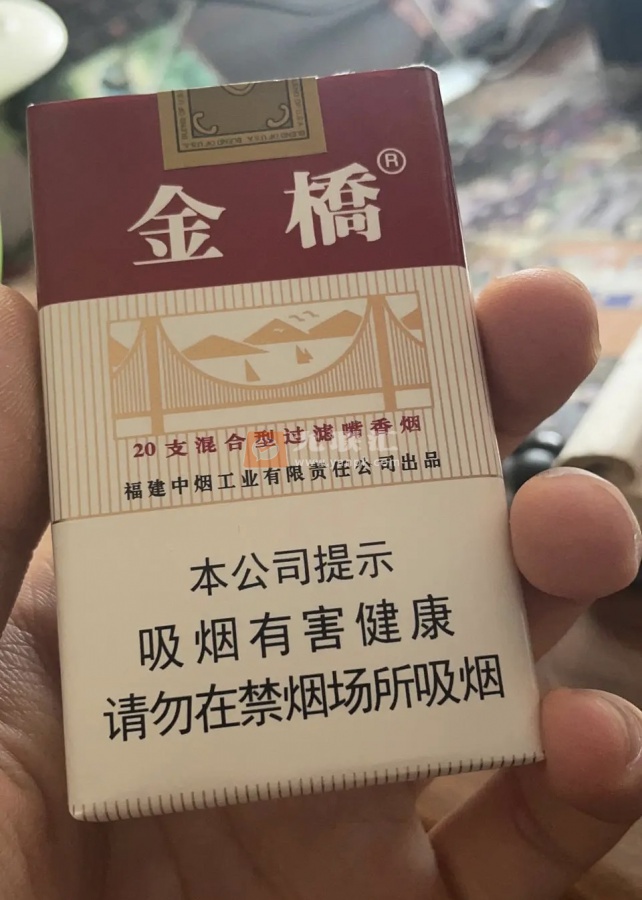 BLEND OF U.S.A.
金橋®
20支混合型过滤嘴香烟
福建中烟工业有限责任公司出品
本公司提示
吸烟有害健康
请勿在禁烟场所吸烟